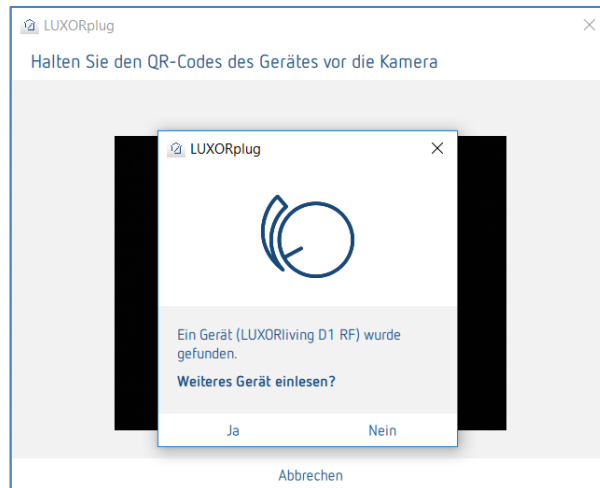 LUXORplug
Halten Sie den QR-Codes des Gerätes vor die Kamera
LUXORplug
Ein Gerät (LUXORliving D1 RF) wurde
gefunden.
Weiteres Gerät einlesen?
Ja Nein
Abbrechen